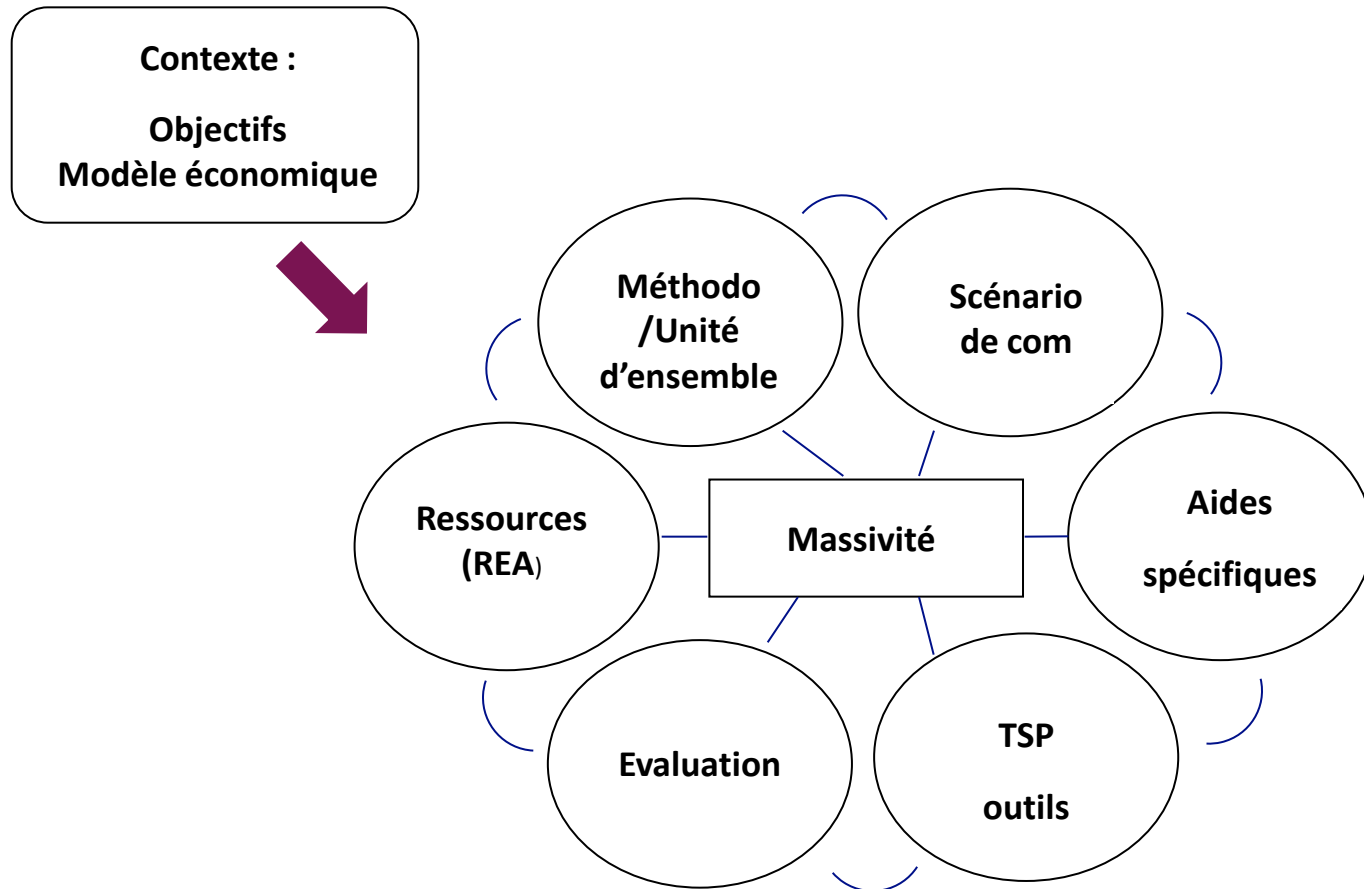 Contexte :
Objectifs
Modèle économique
Méthodo
/Unité
d’ensemble
Scénario
de com
Ressources
(REA)
Massivité
Aides
spécifiques
Evaluation
TSP
outils